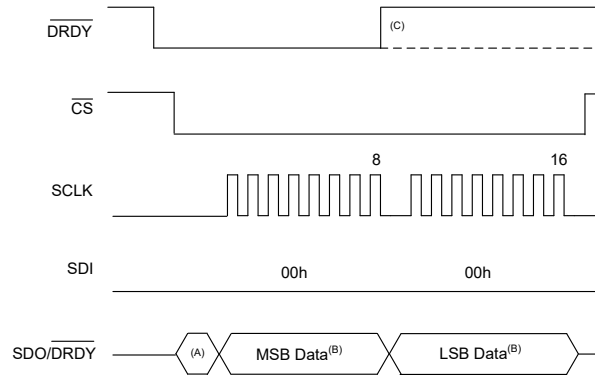 DRDY
(C)
CS
8 16
SCLK
SDI 00h 00h
SDO/DRDY (A) MSB Data(B) LSB Data(B)